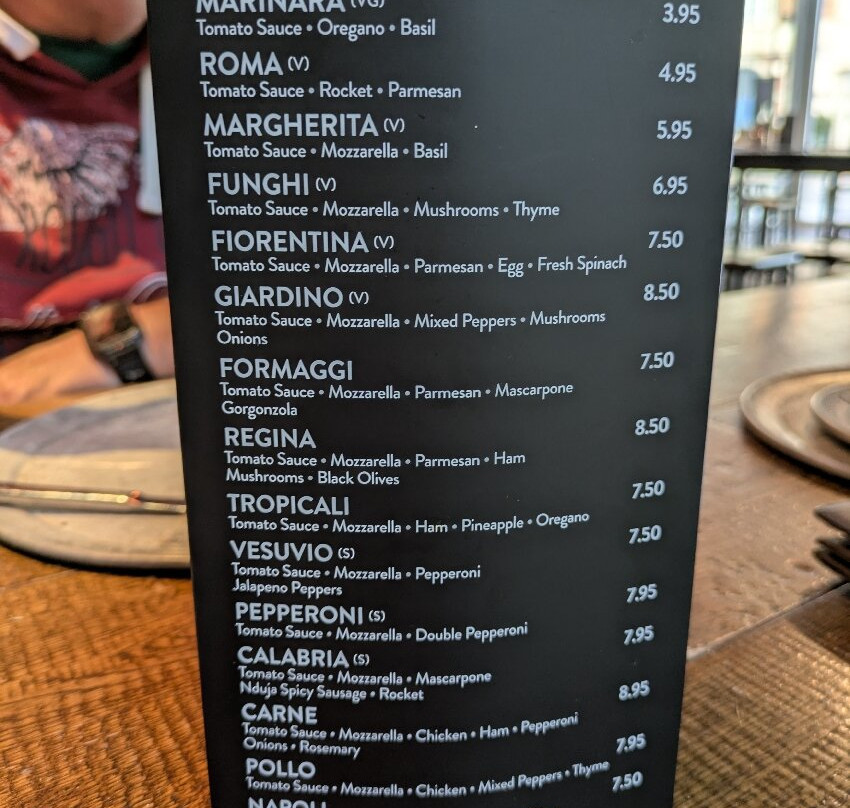 MARINARA (VG) 3.95
Tomato Sauce • Oregano • Basil
ROMA (V) 4.95
Tomato Sauce • Rocket • Parmesan
MARGHERITA (V) 5.95
Tomato Sauce • Mozzarella • Basil
FUNGHI (V) 6.95
Tomato Sauce • Mozzarella • Mushrooms • Thyme
FIORENTINA (V) 7.50
Tomato Sauce • Mozzarella • Parmesan • Egg • Fresh Spinach
GIARDINO (V) 8.50
Tomato Sauce • Mozzarella • Mixed Peppers • Mushrooms
Onions
FORMAGGI 7.50
Tomato Sauce • Mozzarella • Parmesan • Mascarpone
Gorgonzola
REGINA 8.50
Tomato Sauce • Mozzarella • Parmesan • Ham
Mushrooms • Black Olives
TROPICALI 7.50
Tomato Sauce • Mozzarella • Ham • Pineapple • Oregano
VESUVIO (S) 7.50
Tomato Sauce • Mozzarella • Pepperoni
Jalapeno Peppers
PEPPERONI (S) 7.95
Tomato Sauce • Mozzarella • Double Pepperoni
CALABRIA (S) 7.95
Tomato Sauce • Mozzarella • Mascarpone
Nduja Spicy Sausage • Rocket
CARNE 8.95
Tomato Sauce • Mozzarella • Chicken • Ham • Pepperoni
Onions • Rosemary
POLLO 7.95
Tomato Sauce • Mozzarella • Chicken • Mixed Peppers • Thyme
NAPOLI 7.50